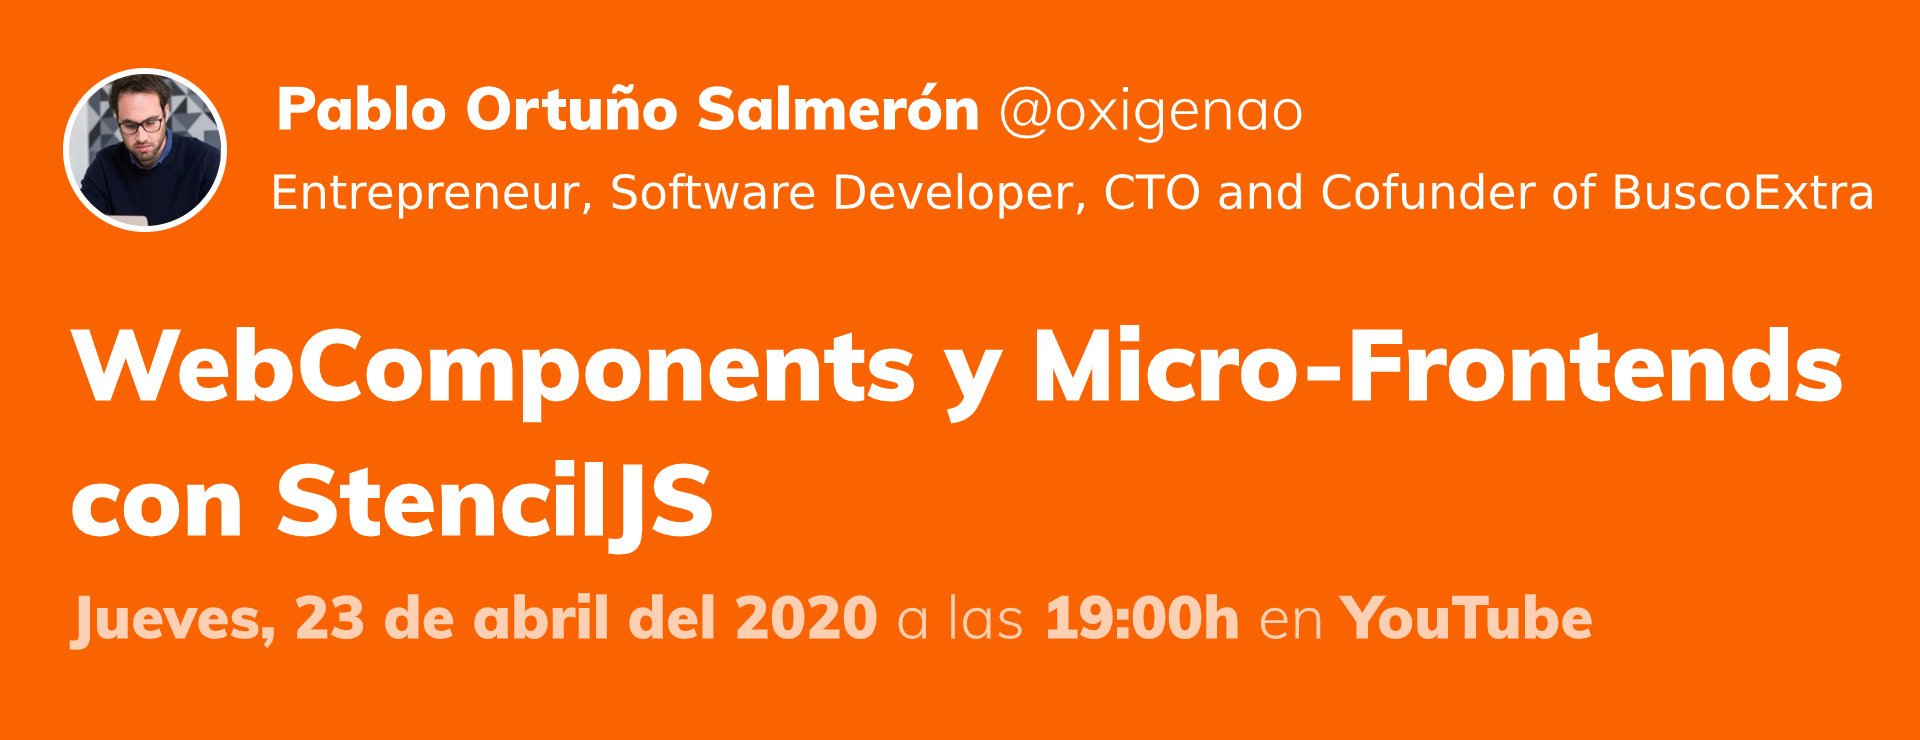 Pablo Ortuño Salmerón @oxigenao
Entrepreneur, Software Developer, CTO and Cofunder of BuscoExtra
WebComponents y Micro-Frontends
con StencilJS
Jueves, 23 de abril del 2020 a las 19:00h en YouTube